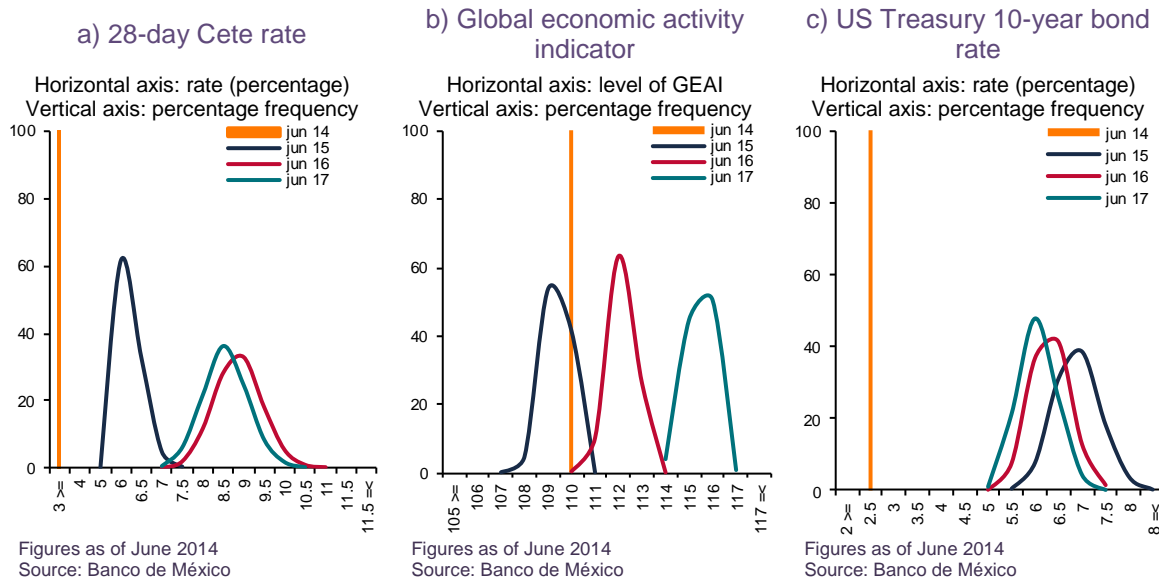 a) 28-day Cete rate
Horizontal axis: rate (percentage)
Vertical axis: percentage frequency
100
80
60
40
20
0
jun 14
jun 15
jun 16
jun 17
3 >=
4
5
6
6.5
7
7.5
8
8.5
9
9.5
10
10.5
11
11.5
11.5 =<
Figures as of June 2014
Source: Banco de México
b) Global economic activity
indicator
Horizontal axis: level of GEAI
Vertical axis: percentage frequency
100
80
60
40
20
0
jun 14
jun 15
jun 16
jun 17
105 >=
106
107
108
109
110
111
112
113
114
115
116
117
117 =<
Figures as of June 2014
Source: Banco de México
c) US Treasury 10-year bond
rate
Horizontal axis: rate (percentage)
Vertical axis: percentage frequency
100
80
60
40
20
0
jun 14
jun 15
jun 16
jun 17
2 >=
2.5
3
3.5
4
4.5
5
5.5
6
6.5
7
7.5
8
8 =<
Figures as of June 2014
Source: Banco de México